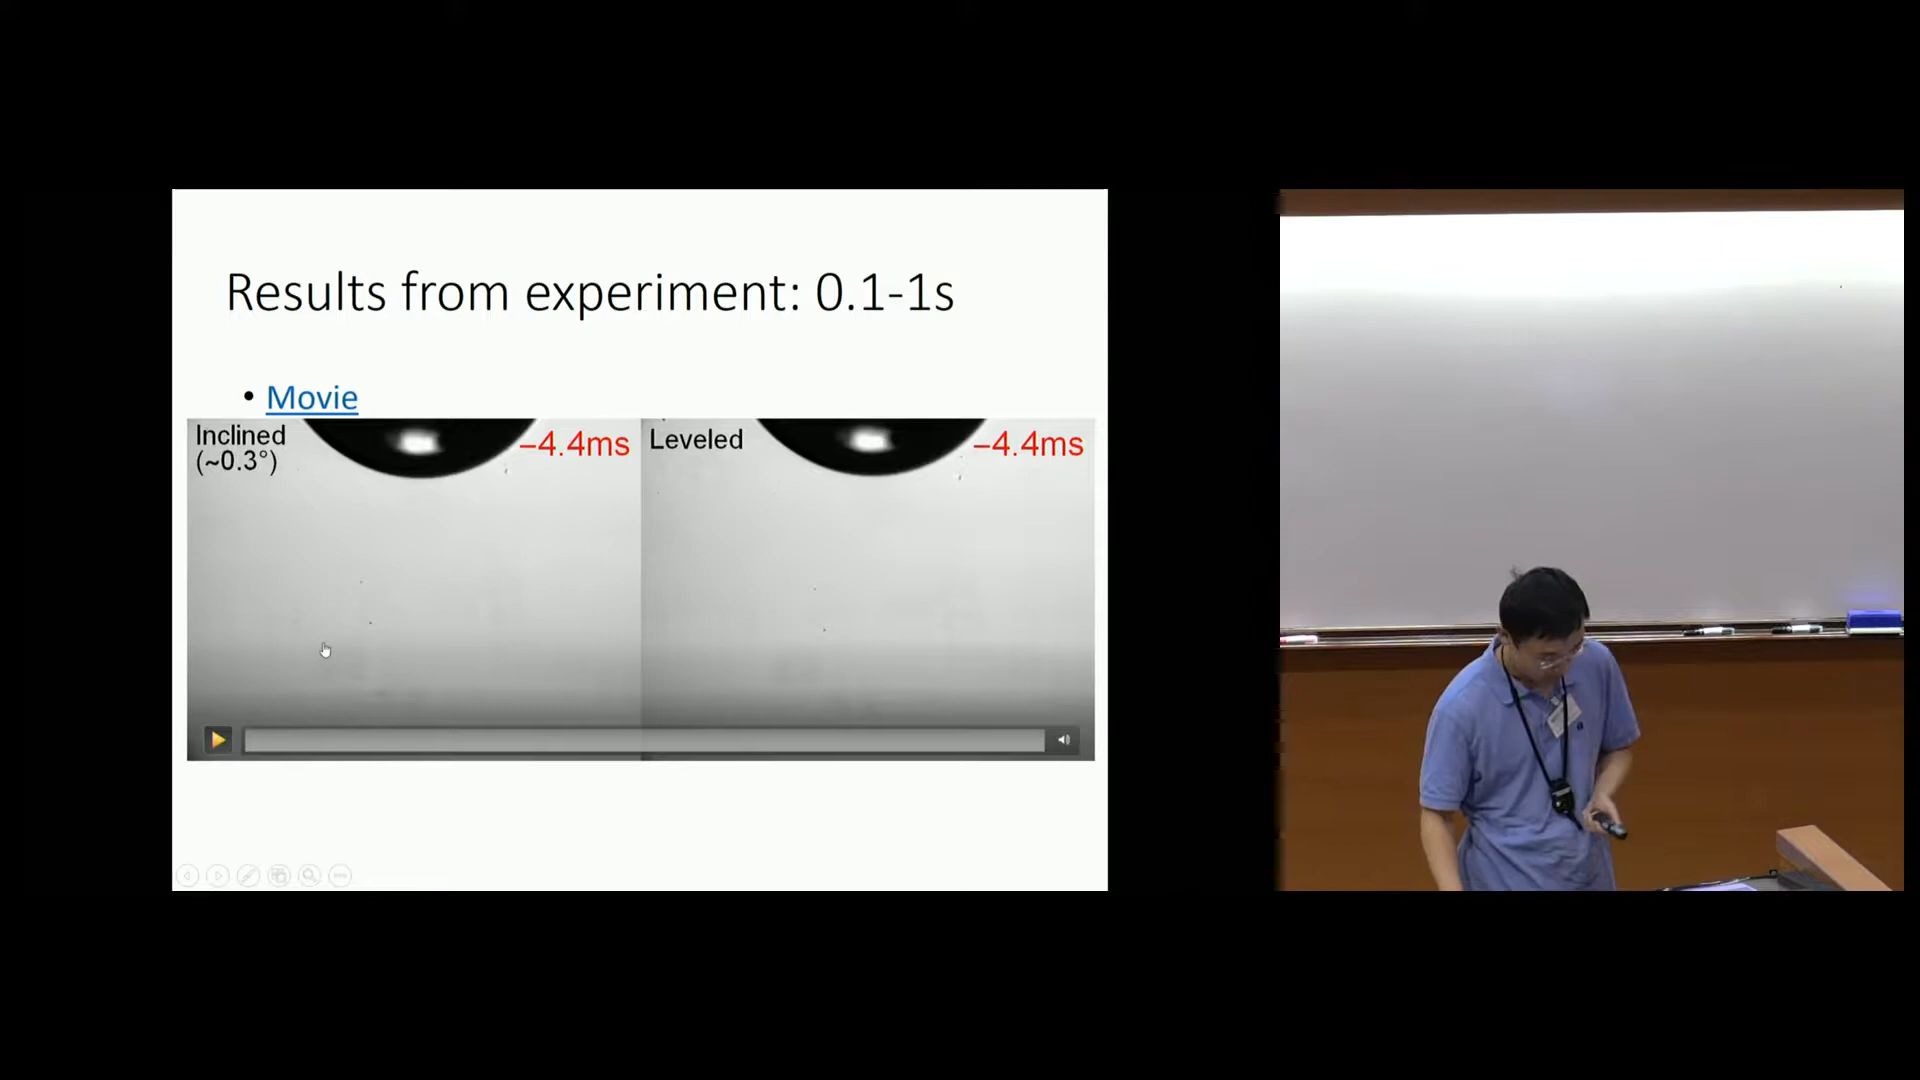 Results from experiment: 0.1-1s
• Movie
Inclined
(~0.3°)
–4.4ms
Leveled
–4.4ms